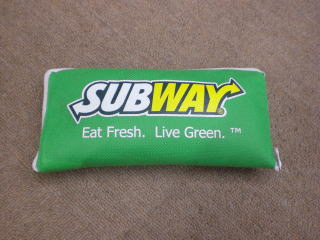 SUBWAY®
Eat Fresh. Live Green. ™